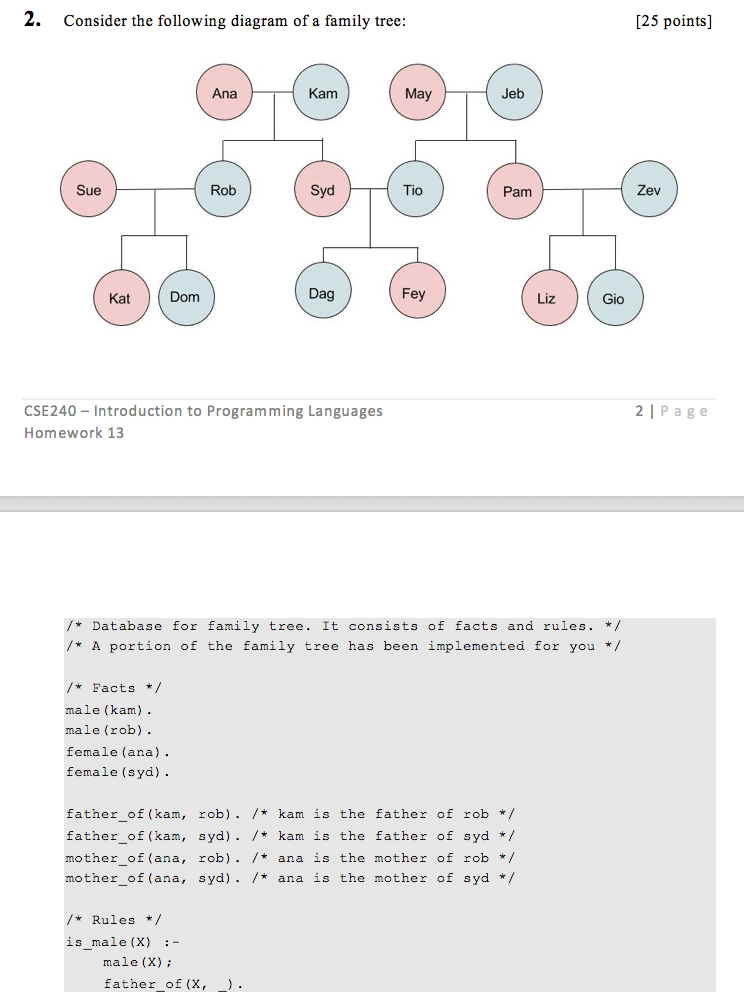 2. Consider the following diagram of a family tree: [25 points]
Ana Kam May Jeb
Sue Rob Syd Tio Pam Zev
Kat Dom Dag Fey Liz Gio
CSE240 – Introduction to Programming Languages 2 | Page
Homework 13
/* Database for family tree. It consists of facts and rules. */
/* A portion of the family tree has been implemented for you */
/* Facts */
male(kam).
male(rob).
female(ana).
female(syd).
father_of(kam, rob). /* kam is the father of rob */
father_of(kam, syd). /* kam is the father of syd */
mother_of(ana, rob). /* ana is the mother of rob */
mother_of(ana, syd). /* ana is the mother of syd */
/* Rules */
is_male(X) :-
male(X);
father_of(X, _).